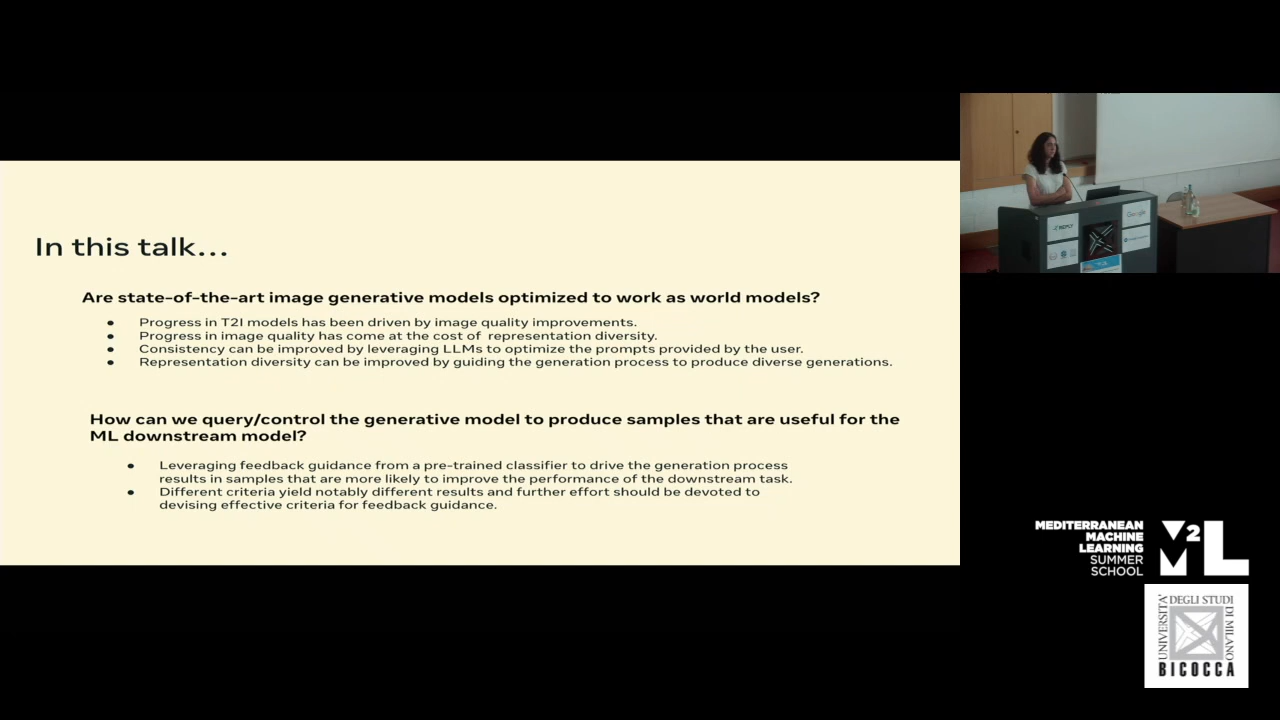 In this talk...
Are state-of-the-art image generative models optimized to work as world models?
● Progress in T2I models has been driven by image quality improvements.
● Progress in image quality has come at the cost of representation diversity.
● Consistency can be improved by leveraging LLMs to optimize the prompts provided by the user.
● Representation diversity can be improved by guiding the generation process to produce diverse generations.
How can we query/control the generative model to produce samples that are useful for the
ML downstream model?
● Leveraging feedback guidance from a pre-trained classifier to drive the generation process
results in samples that are more likely to improve the performance of the downstream task.
● Different criteria yield notably different results and further effort should be devoted to
devising effective criteria for feedback guidance.
REPLY
Google
MEDITERRANEAN
MACHINE
LEARNING
SUMMER
SCHOOL
M2L
UNIVERSITA'
DEGLI STUDI
DI MILANO
BICOCCA